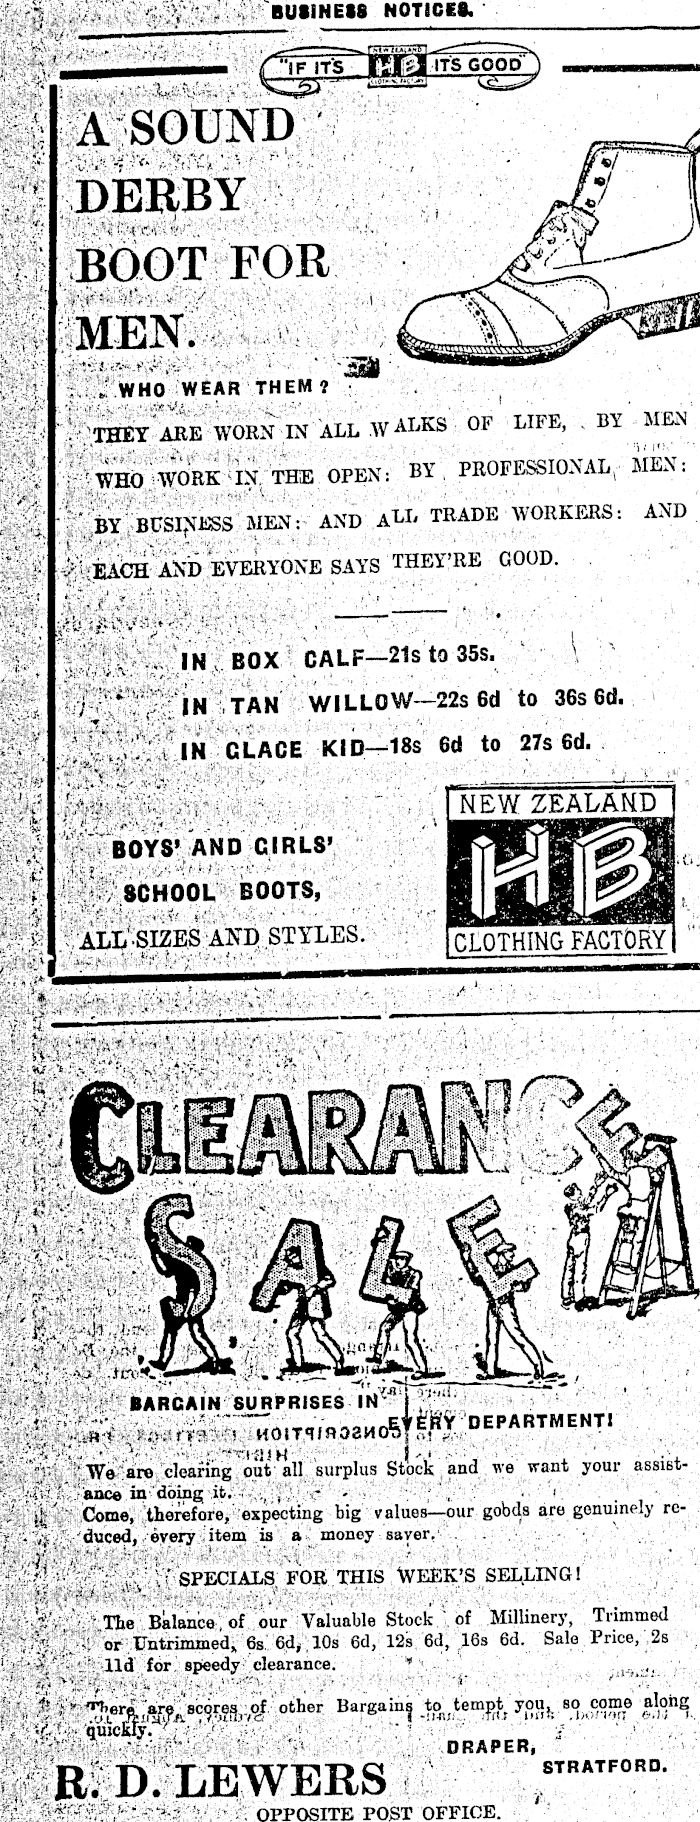 BUSINESS NOTICES.
"IF IT'S NEW ZEALAND HB CLOTHING FACTORY IT'S GOOD"
A SOUND
DERBY
BOOT FOR
MEN.
WHO WEAR THEM?
THEY ARE WORN IN ALL WALKS OF LIFE, BY MEN
WHO WORK IN THE OPEN: BY PROFESSIONAL MEN:
BY BUSINESS MEN: AND ALL TRADE WORKERS: AND
EACH AND EVERYONE SAYS THEY'RE GOOD.
IN BOX CALF—21s to 35s.
IN TAN WILLOW—22s 6d to 36s 6d.
IN GLACE KID—18s 6d to 27s 6d.
BOYS' AND GIRLS'
SCHOOL BOOTS,
ALL SIZES AND STYLES.
NEW ZEALAND
HB
CLOTHING FACTORY
CLEARANCE
SALE
BARGAIN SURPRISES IN
EVERY DEPARTMENT!
CONSCRIPTION
We are clearing out all surplus Stock and we want your assist-
ance in doing it.
Come, therefore, expecting big values—our gobds are genuinely re-
duced, every item is a money saver.
SPECIALS FOR THIS WEEK'S SELLING!
The Balance of our Valuable Stock of Millinery, Trimmed
or Untrimmed, 6s 6d, 10s 6d, 12s 6d, 16s 6d. Sale Price, 2s
11d for speedy clearance.
There are scores of other Bargains to tempt you, so come along
quickly.
DRAPER,
STRATFORD.
R. D. LEWERS
OPPOSITE POST OFFICE.